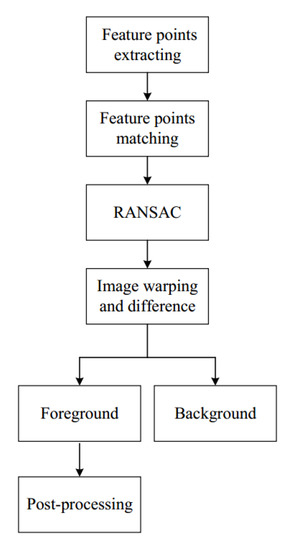 Feature points
extracting
Feature points
matching
RANSAC
Image warping
and difference
Foreground
Background
Post-processing